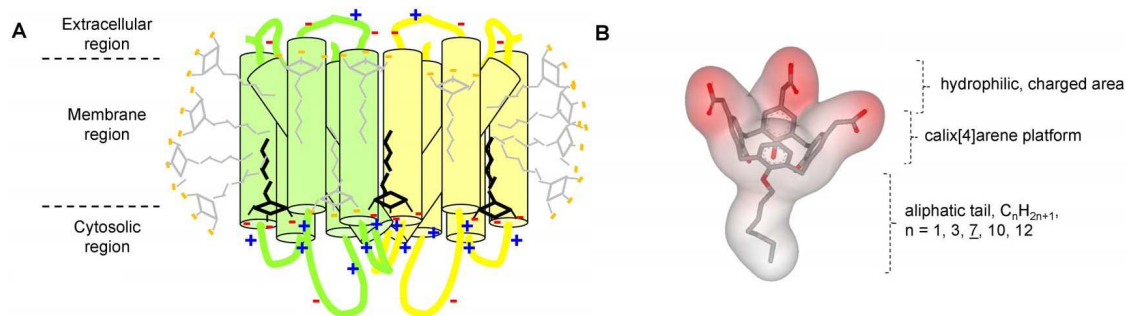 A
Extracellular
region
Membrane
region
Cytosolic
region
B
hydrophilic, charged area
calix[4]arene platform
aliphatic tail, CnH2n+1,
n = 1, 3, 7, 10, 12